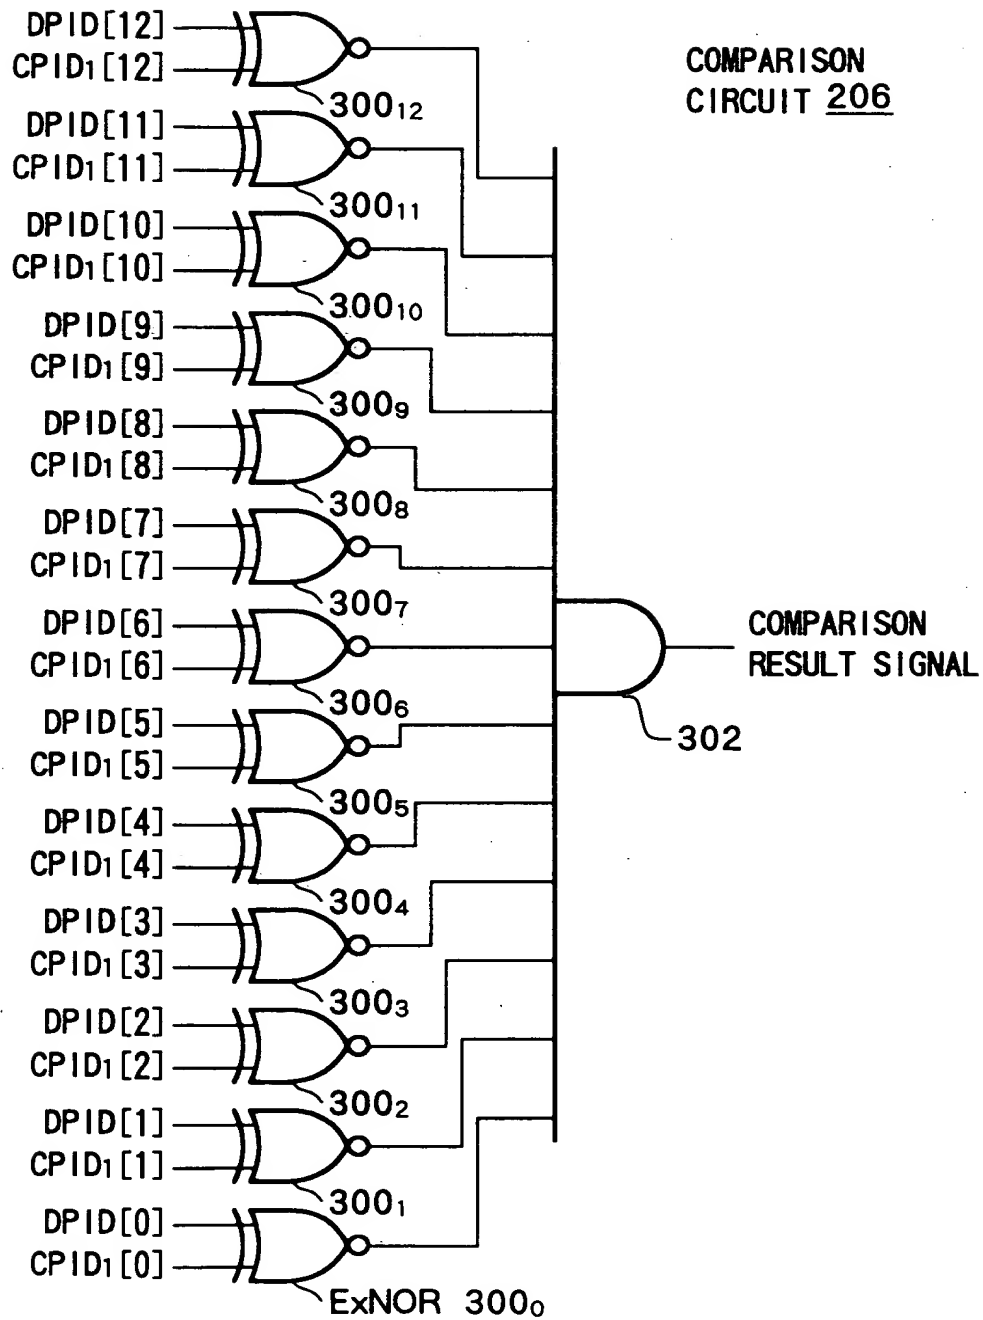 DPID[12]
CPID1[12]
30012
COMPARISON
CIRCUIT 206
DPID[11]
CPID1[11]
30011
DPID[10]
CPID1[10]
30010
DPID[9]
CPID1[9]
3009
DPID[8]
CPID1[8]
3008
DPID[7]
CPID1[7]
3007
DPID[6]
CPID1[6]
3006
COMPARISON
RESULT SIGNAL
302
DPID[5]
CPID1[5]
3005
DPID[4]
CPID1[4]
3004
DPID[3]
CPID1[3]
3003
DPID[2]
CPID1[2]
3002
DPID[1]
CPID1[1]
3001
DPID[0]
CPID1[0]
ExNOR 3000